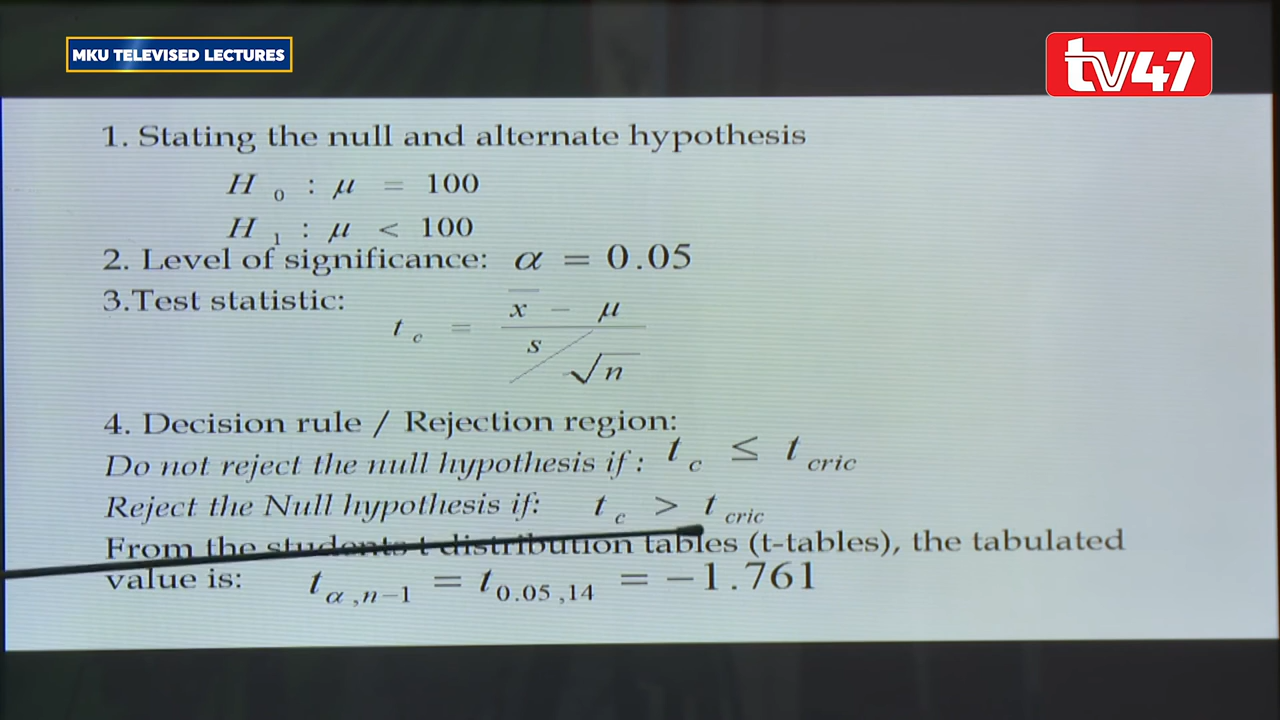 MKU TELEVISED LECTURES
tv47
1. Stating the null and alternate hypothesis
H₀ : μ = 100
H₁ : μ < 100
2. Level of significance: α = 0.05
3.Test statistic:
t_c = (x̄ − μ) / (s/√n)
4. Decision rule / Rejection region:
Do not reject the null hypothesis if: t_c ≤ t_cric
Reject the Null hypothesis if: t_c > t_cric
From the students t distribution tables (t-tables), the tabulated
value is: t_α,n−1 = t_0.05,14 = −1.761